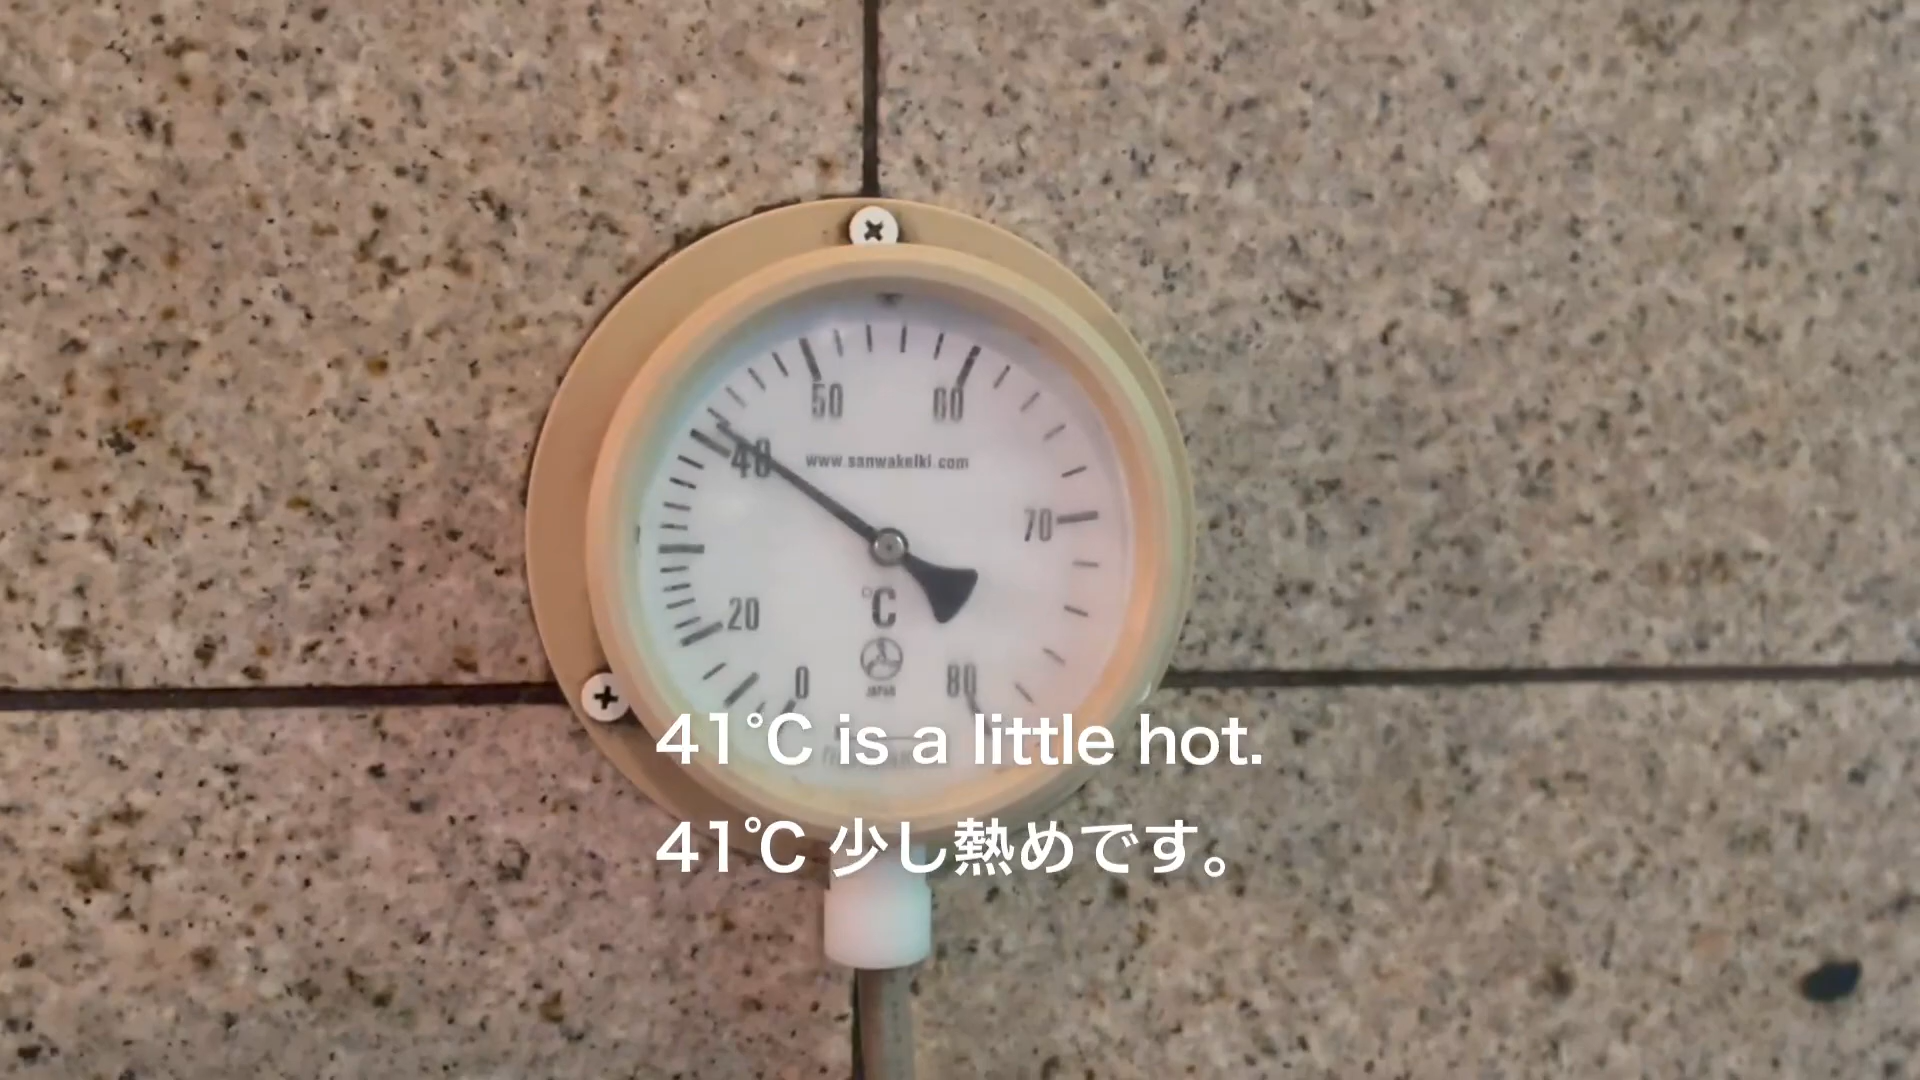 50 60
40
www.sanwakeiki.com
70
℃
20
JAPAN
0 80
41℃ is a little hot.
41℃ 少し熱めです。